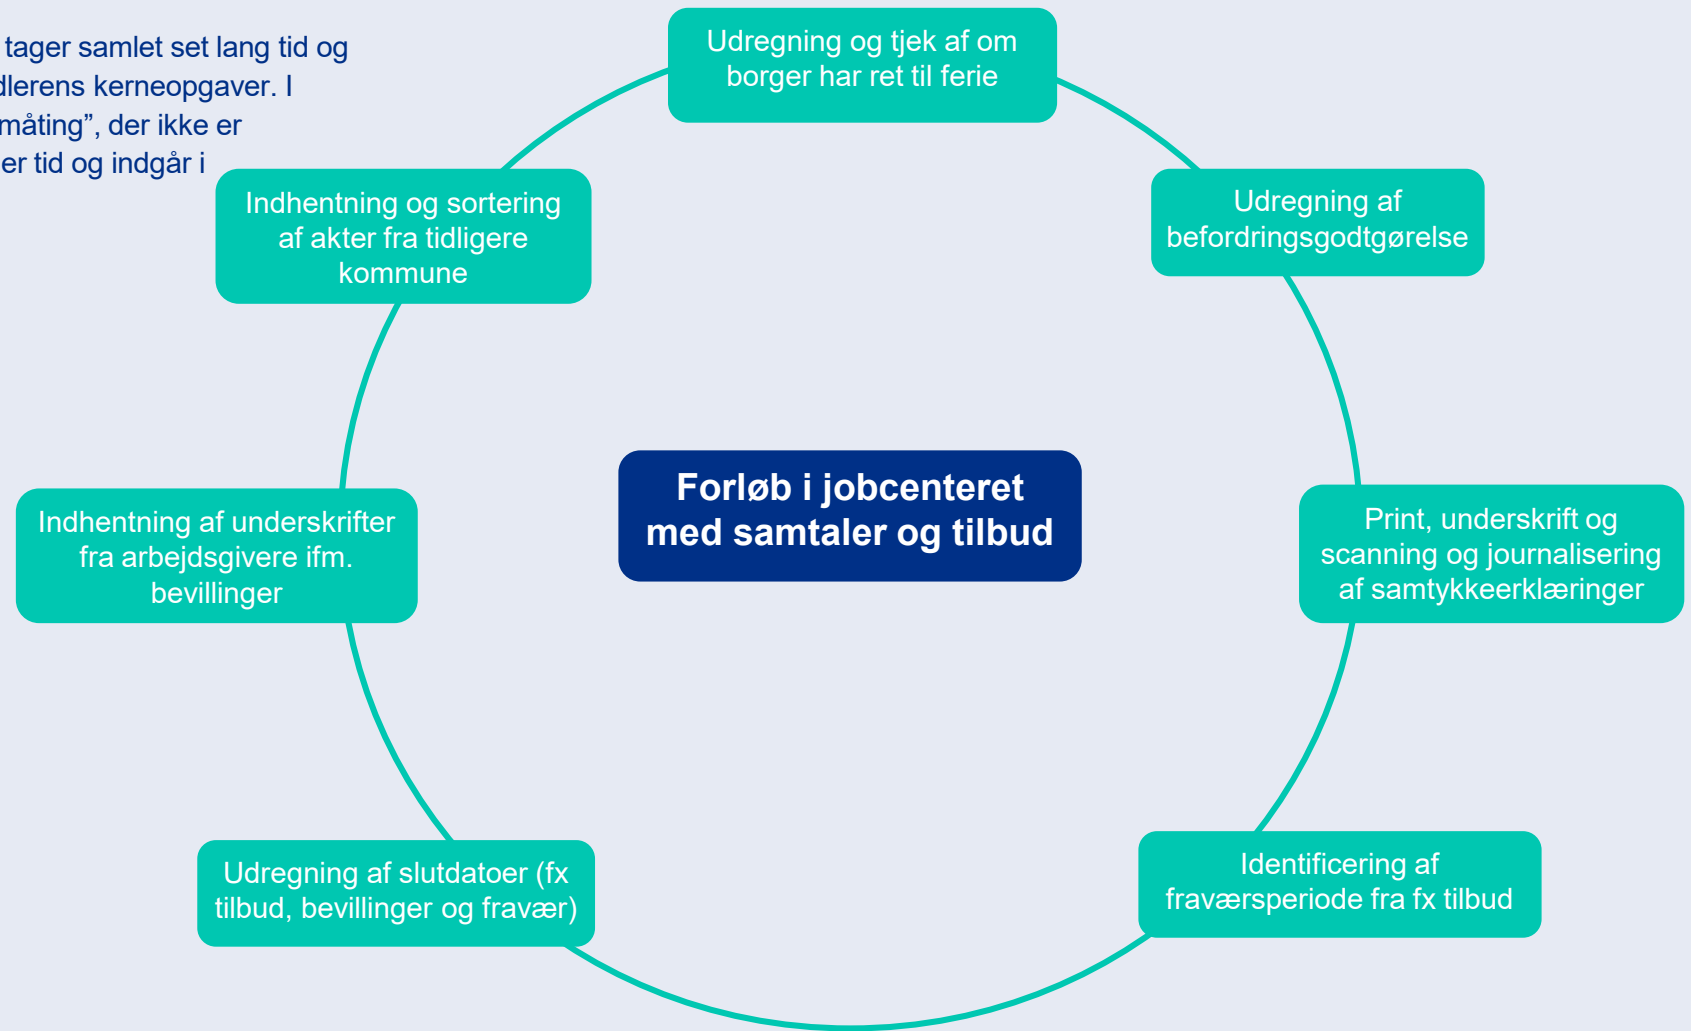 tager samlet set lang tid og
dlerens kerneopgaver. I
måting”, der ikke er
er tid og indgår i
Udregning og tjek af om
borger har ret til ferie
Udregning af
befordringsgodtgørelse
Print, underskrift og
scanning og journalisering
af samtykkeerklæringer
Identificering af
fraværsperiode fra fx tilbud
Udregning af slutdatoer (fx
tilbud, bevillinger og fravær)
Indhentning af underskrifter
fra arbejdsgivere ifm.
bevillinger
Indhentning og sortering
af akter fra tidligere
kommune
Forløb i jobcenteret
med samtaler og tilbud